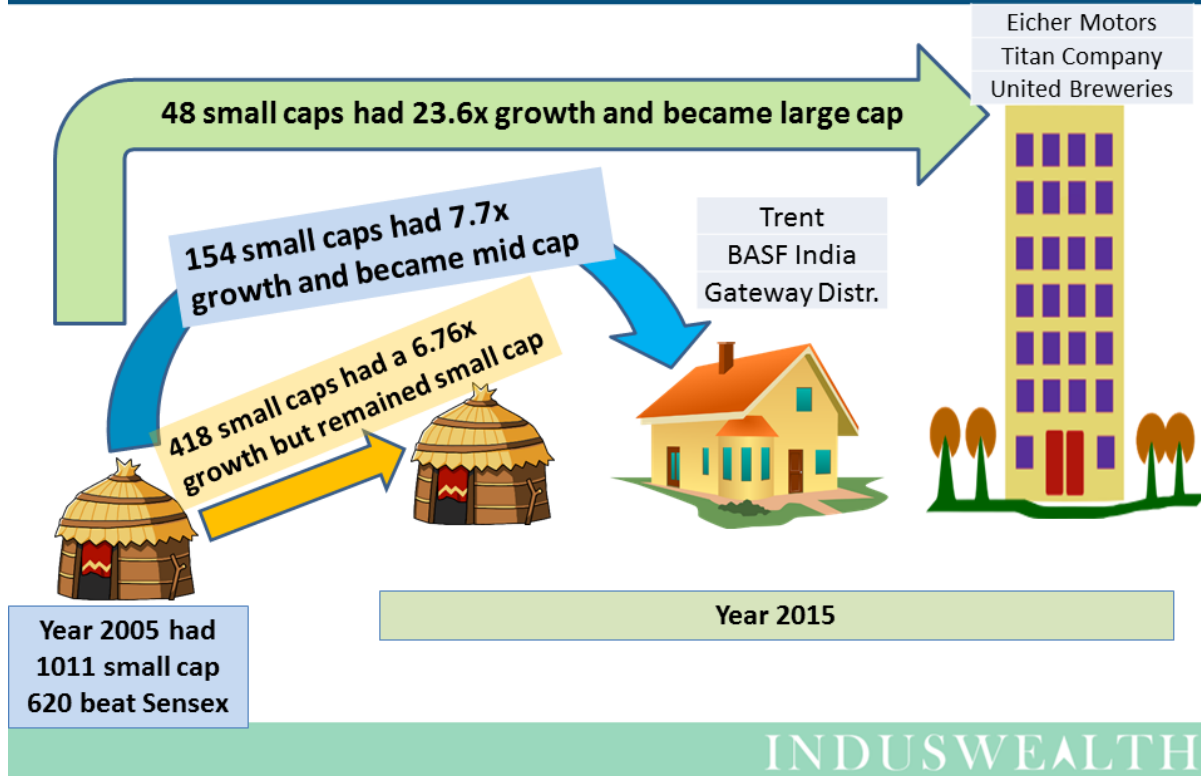 Eicher Motors
Titan Company
United Breweries
48 small caps had 23.6x growth and became large cap
154 small caps had 7.7x
growth and became mid cap
Trent
BASF India
Gateway Distr.
418 small caps had a 6.76x
growth but remained small cap
Year 2005 had
1011 small cap
620 beat Sensex
Year 2015
INDUSWEALTH